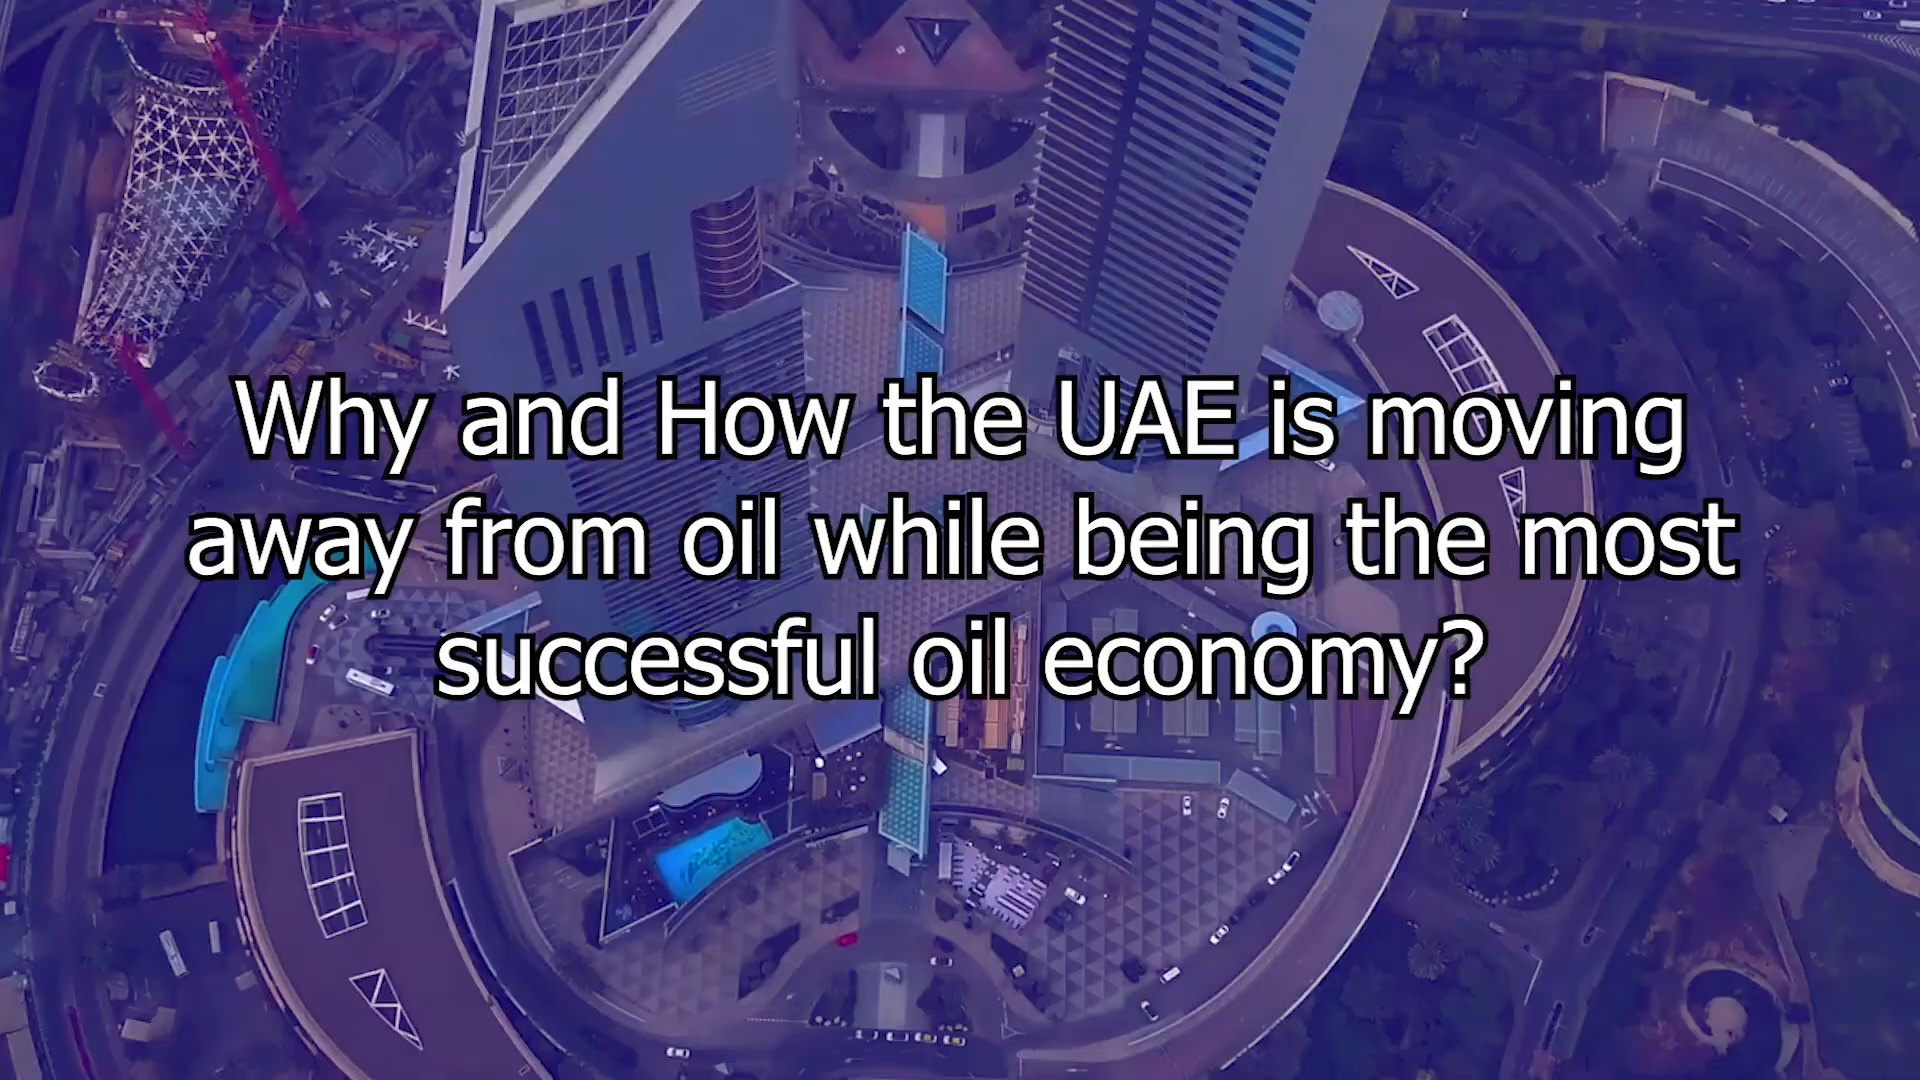 Why and How the UAE is moving
away from oil while being the most
successful oil economy?